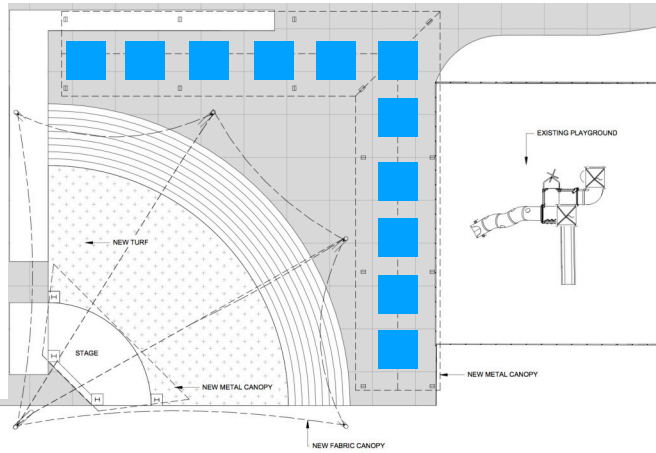 EXISTING PLAYGROUND
NEW TURF
STAGE
NEW METAL CANOPY
NEW METAL CANOPY
NEW FABRIC CANOPY